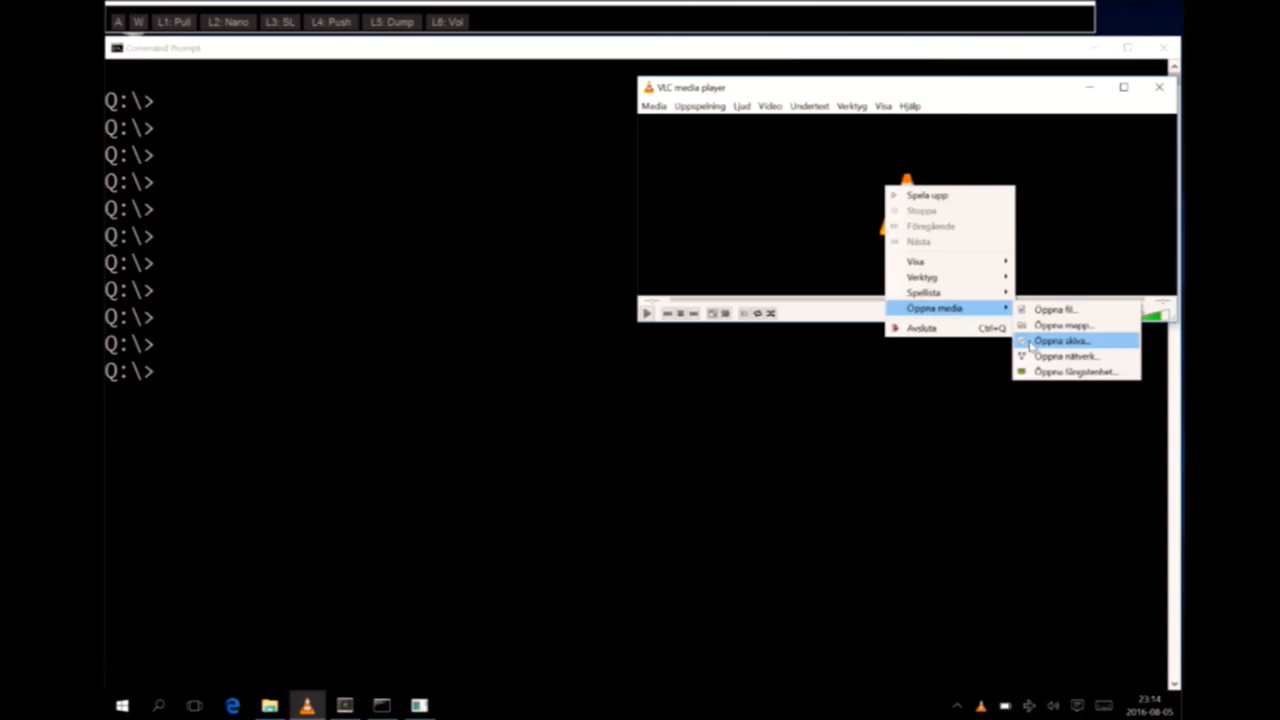 A W L1: Pull L2: Nano L3: SL L4: Push L5: Dump L6: Vol
Command Prompt
Q:\>
Q:\>
Q:\>
Q:\>
Q:\>
Q:\>
Q:\>
Q:\>
Q:\>
Q:\>
Q:\>
VLC media player
Media Uppspelning Ljud Video Undertext Verktyg Visa Hjälp
Spela upp
Stoppa
Föregående
Nästa
Visa
Verktyg
Spellista
Öppna media
Avsluta Ctrl+Q
Öppna fil...
Öppna mapp...
Öppna skiva...
Öppna nätverk...
Öppna fångstenhet...
23:14
2016-08-05